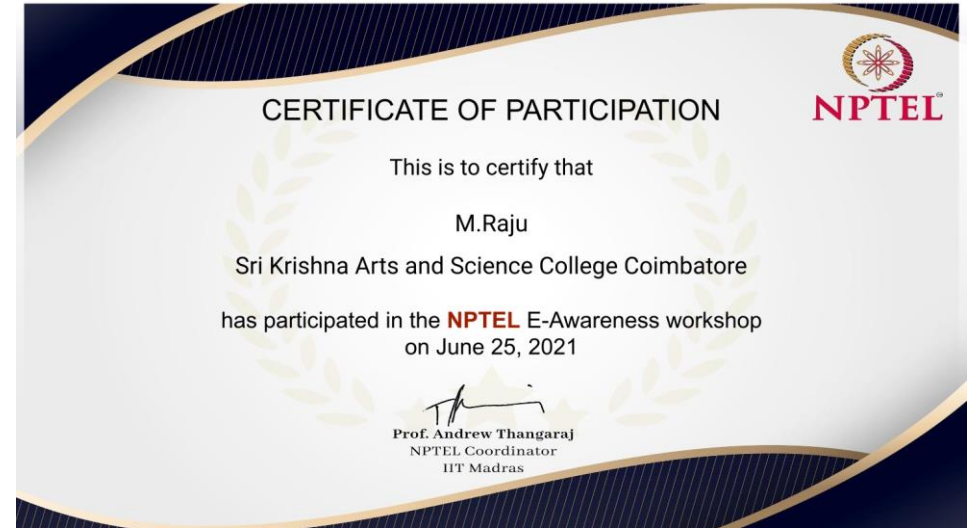 NPTEL
CERTIFICATE OF PARTICIPATION
This is to certify that
M.Raju
Sri Krishna Arts and Science College Coimbatore
has participated in the NPTEL E-Awareness workshop
on June 25, 2021
Prof. Andrew Thangaraj
NPTEL Coordinator
IIT Madras